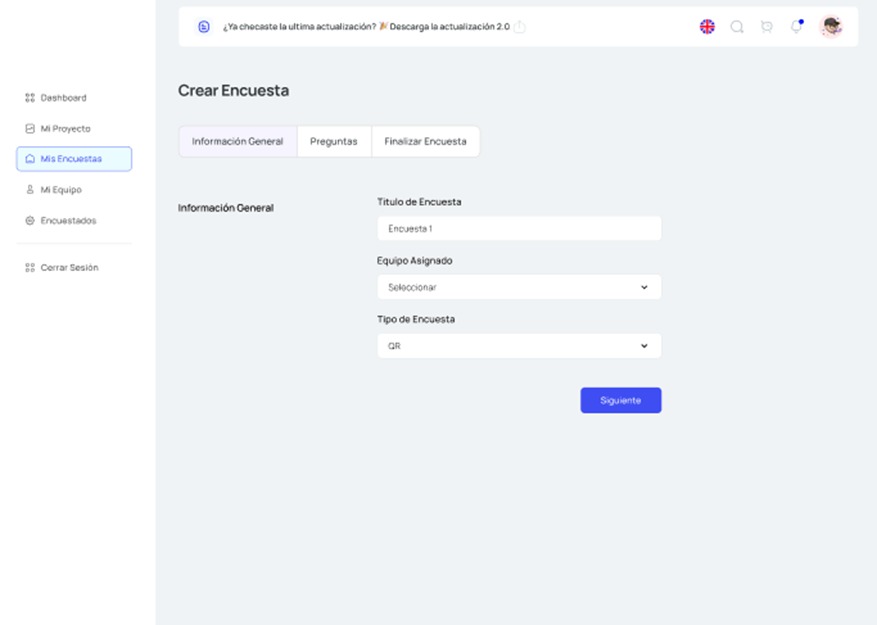 ¿Ya checaste la ultima actualización? 🎉 Descarga la actualización 2.0
Dashboard
Mi Proyecto
Mis Encuestas
Mi Equipo
Encuestados
Cerrar Sesión
Crear Encuesta
Información General
Preguntas
Finalizar Encuesta
Información General
Titulo de Encuesta
Encuesta 1
Equipo Asignado
Seleccionar
Tipo de Encuesta
QR
Siguiente